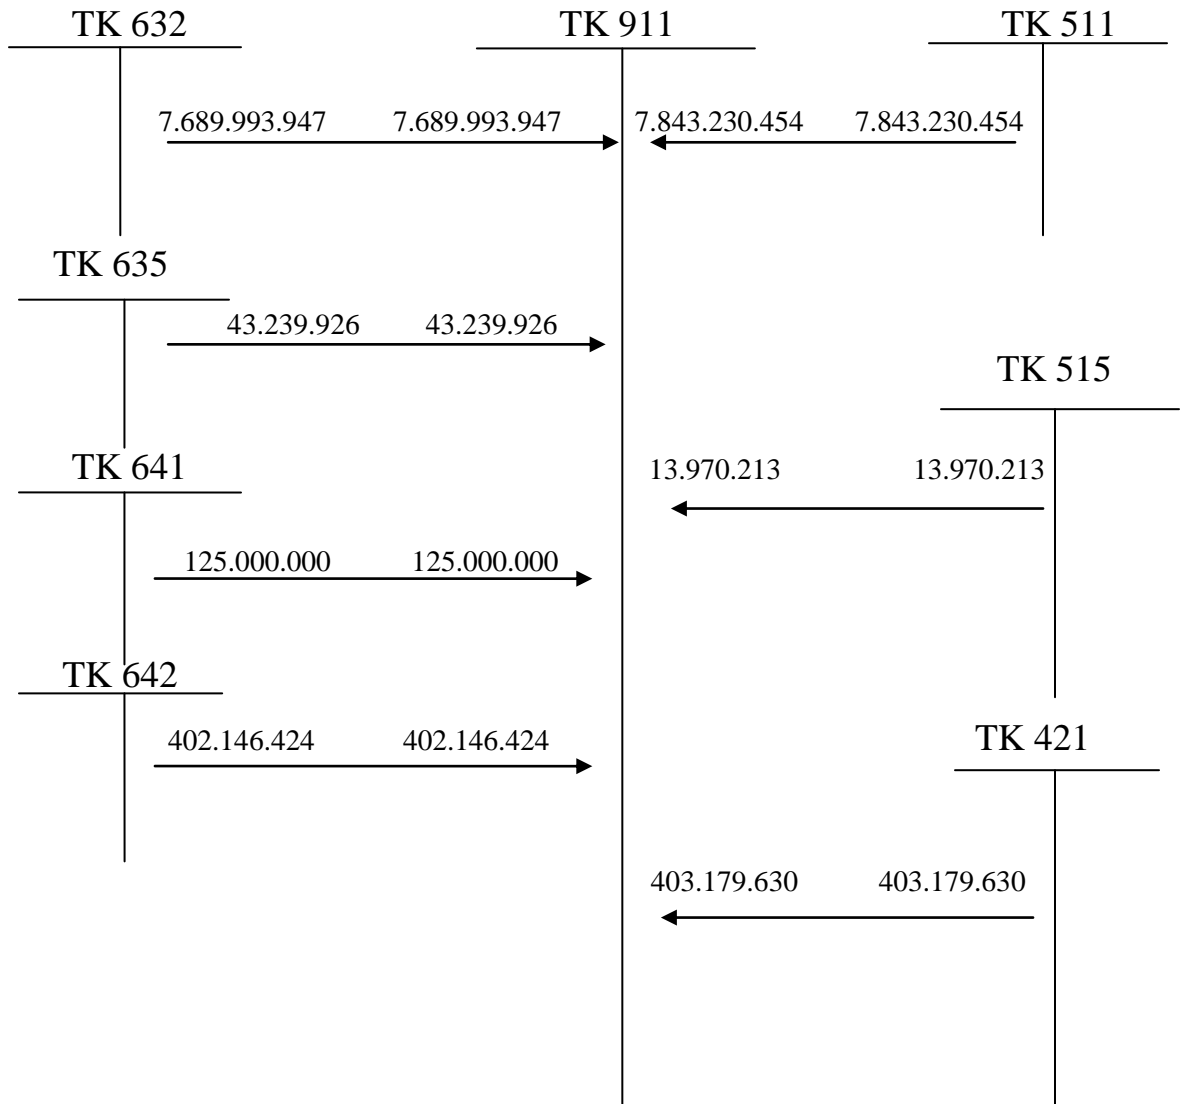 TK 632 TK 911 TK 511
7.689.993.947 7.689.993.947 7.843.230.454 7.843.230.454
TK 635
43.239.926 43.239.926
TK 515
TK 641 13.970.213 13.970.213
125.000.000 125.000.000
TK 642
402.146.424 402.146.424 TK 421
403.179.630 403.179.630